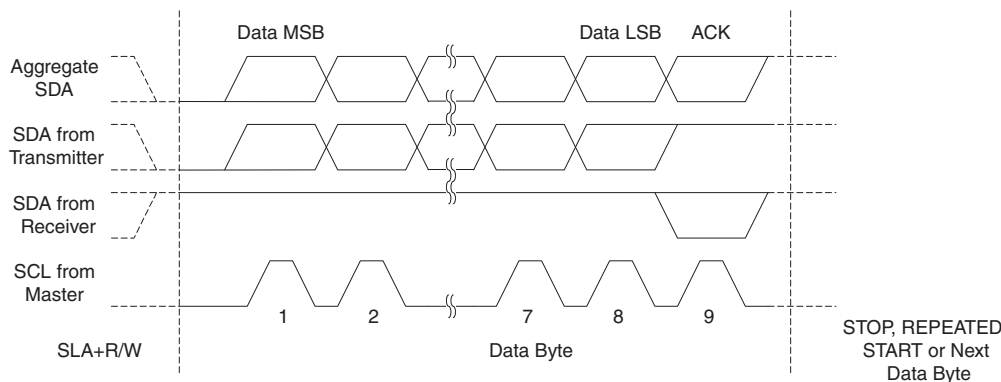 Data MSB
Data LSB
ACK
Aggregate
SDA
SDA from
Transmitter
SDA from
Receiver
SCL from
Master
1
2
7
8
9
SLA+R/W
Data Byte
STOP, REPEATED
START or Next
Data Byte